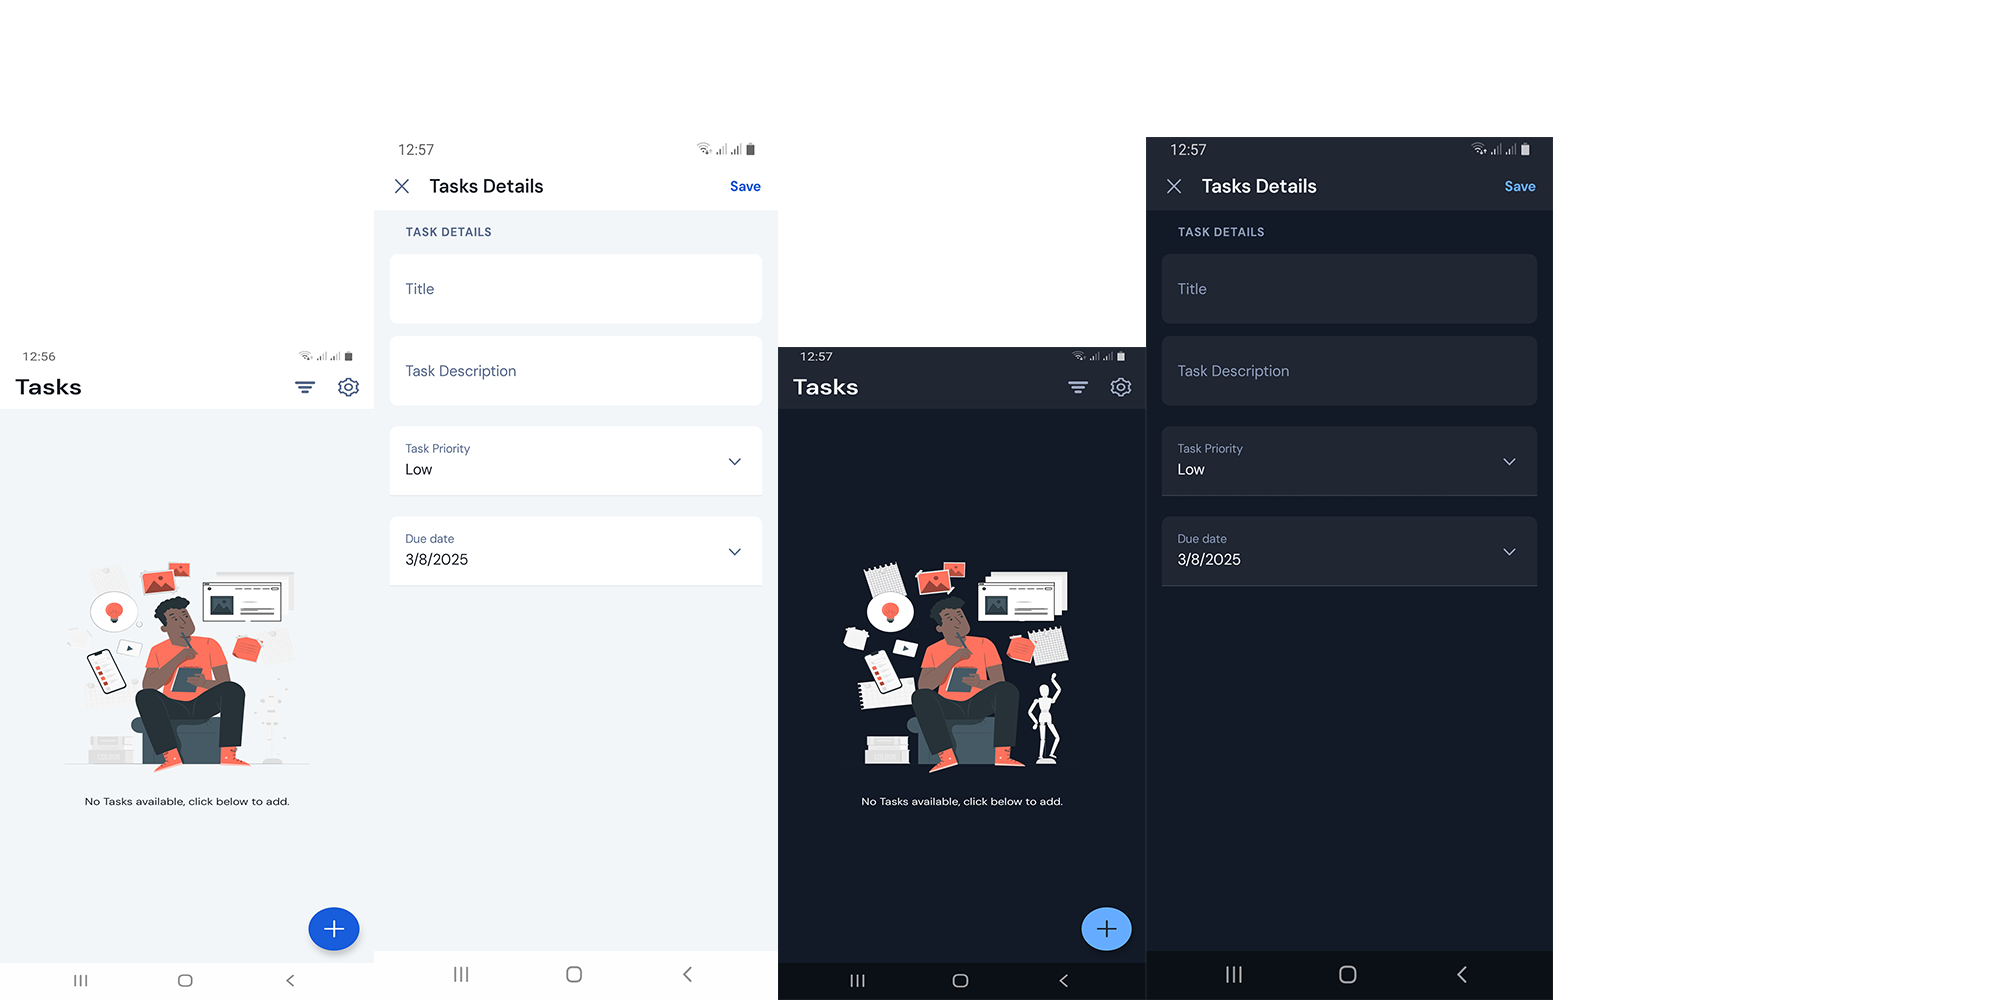 12:56
Tasks
No Tasks available, click below to add.
12:57
Tasks Details
Save
TASK DETAILS
Title
Task Description
Task Priority
Low
Due date
3/8/2025
12:57
Tasks
No Tasks available, click below to add.
12:57
Tasks Details
Save
TASK DETAILS
Title
Task Description
Task Priority
Low
Due date
3/8/2025